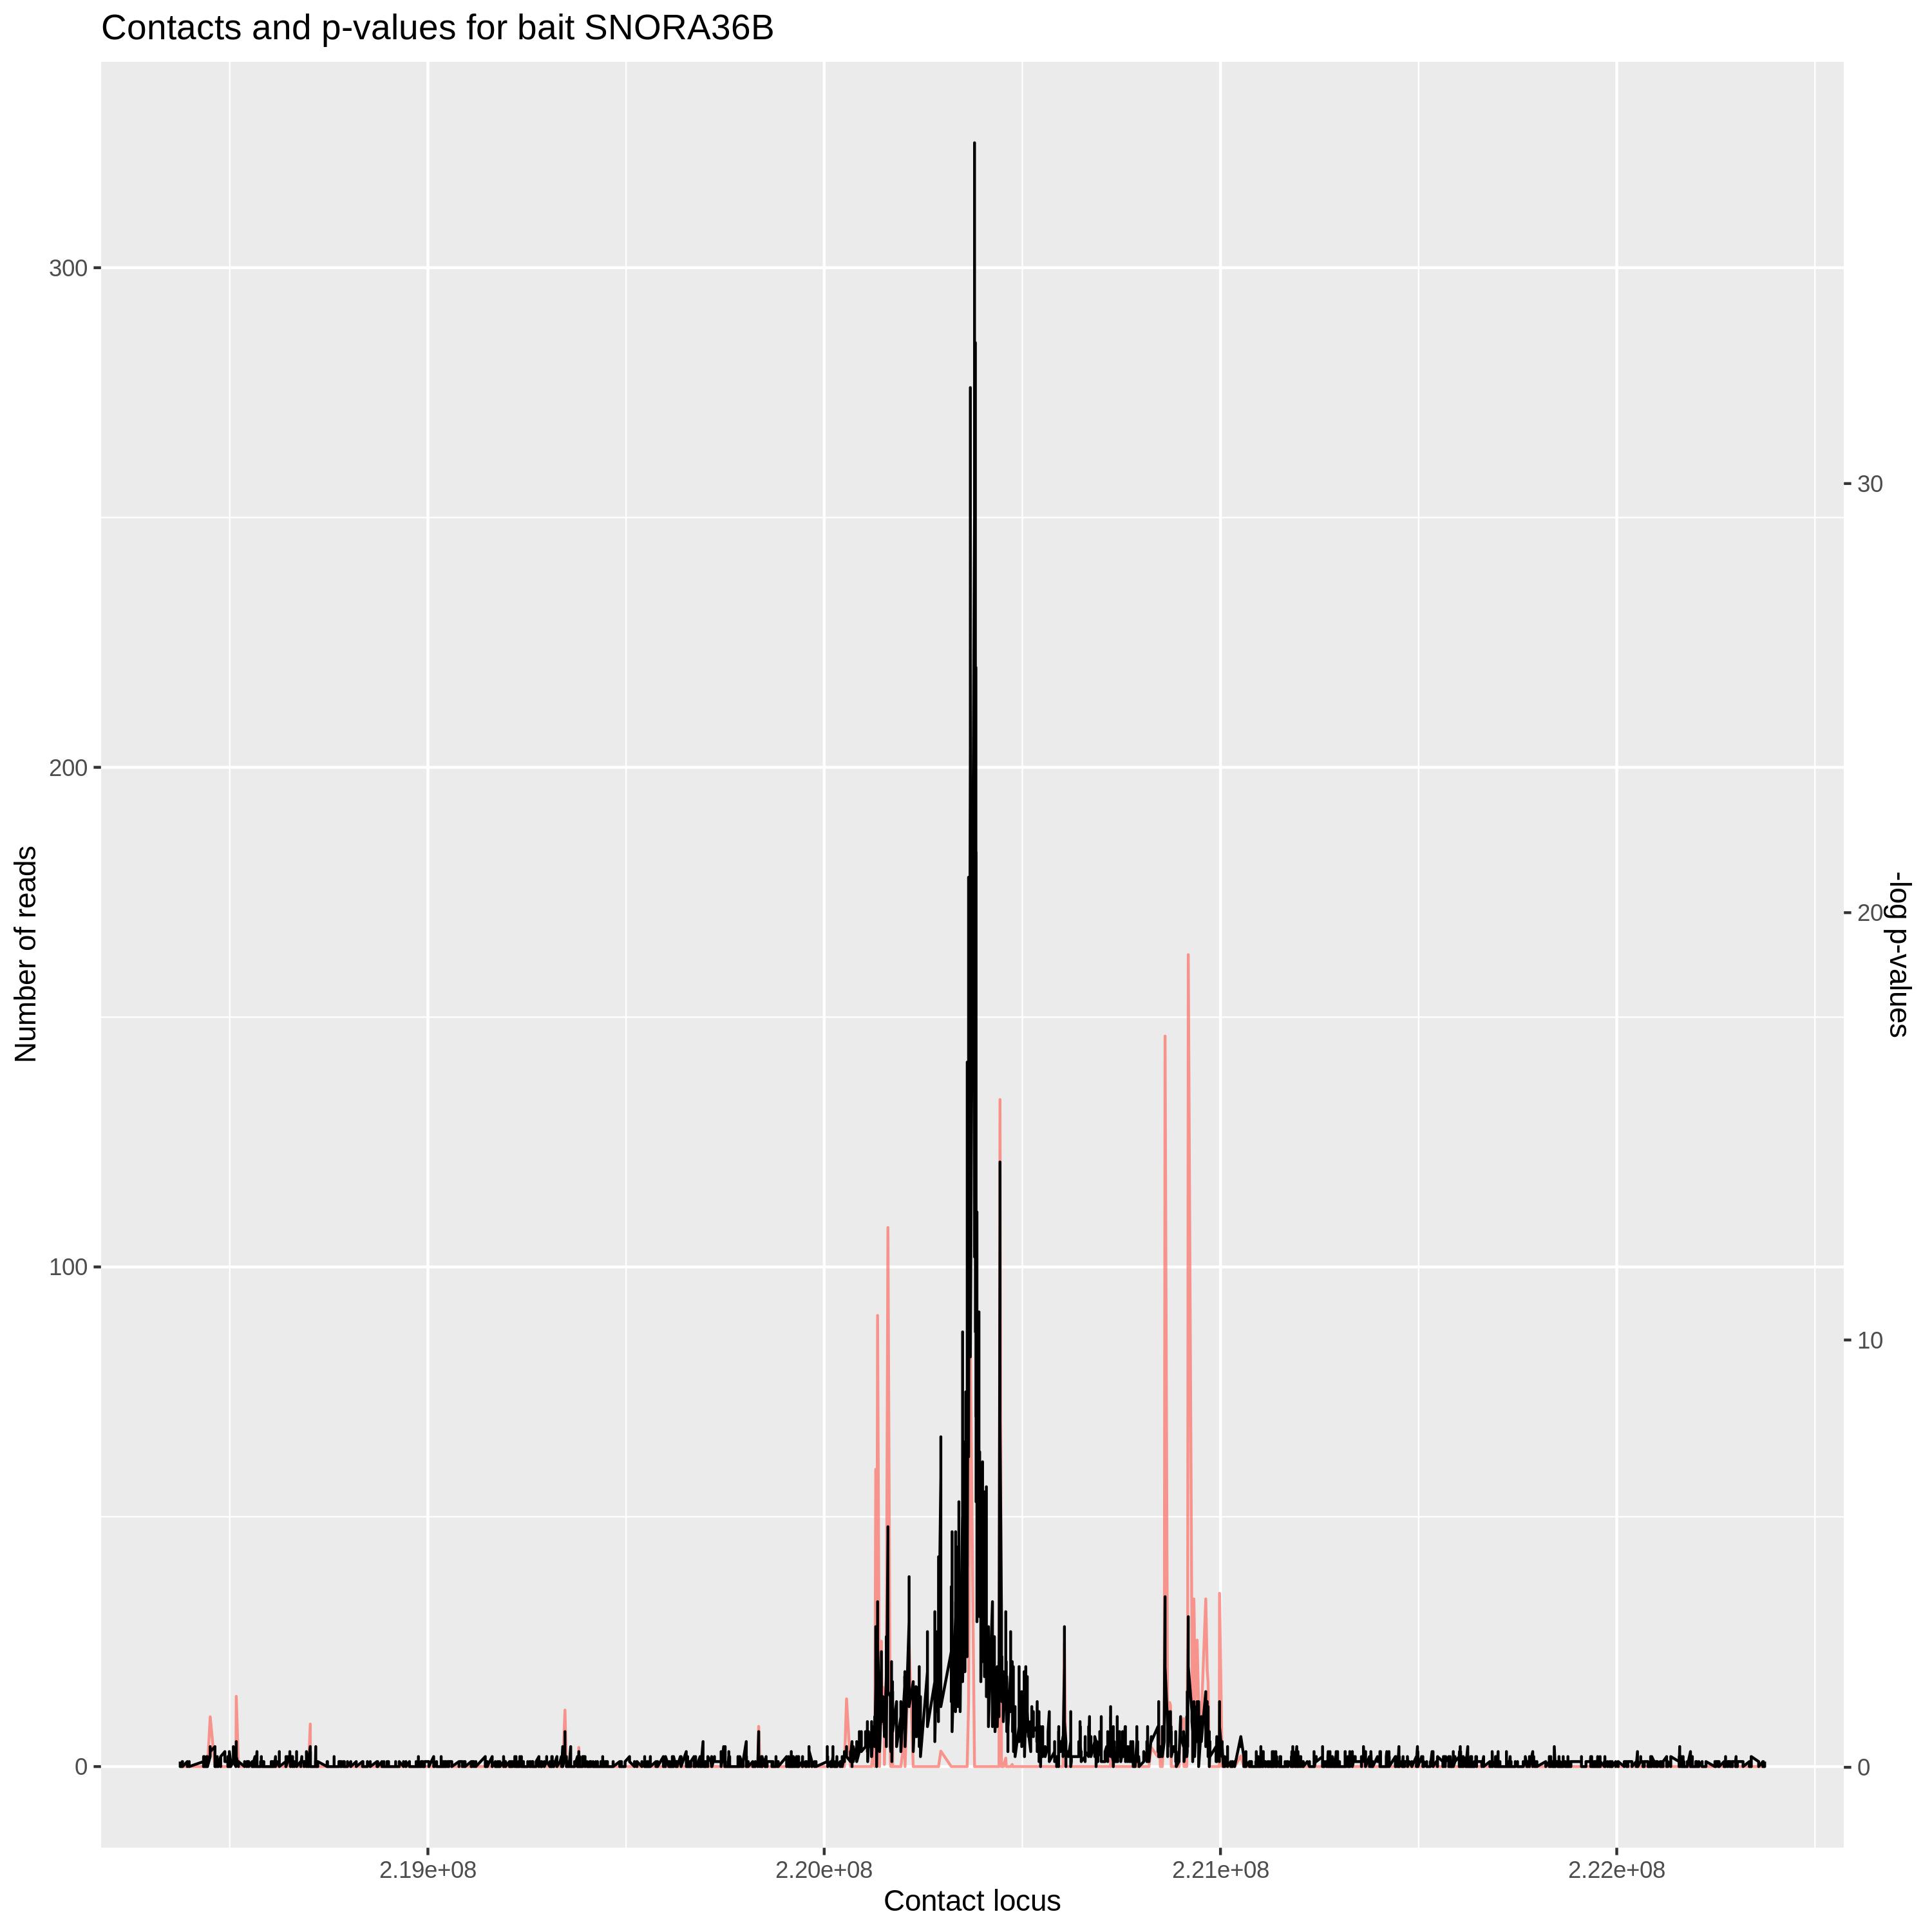 Contacts and p-values for bait SNORA36B
300
200
100
0
Number of reads
30
20
10
0
-log p-values
2.19e+08
2.20e+08
2.21e+08
2.22e+08
Contact locus